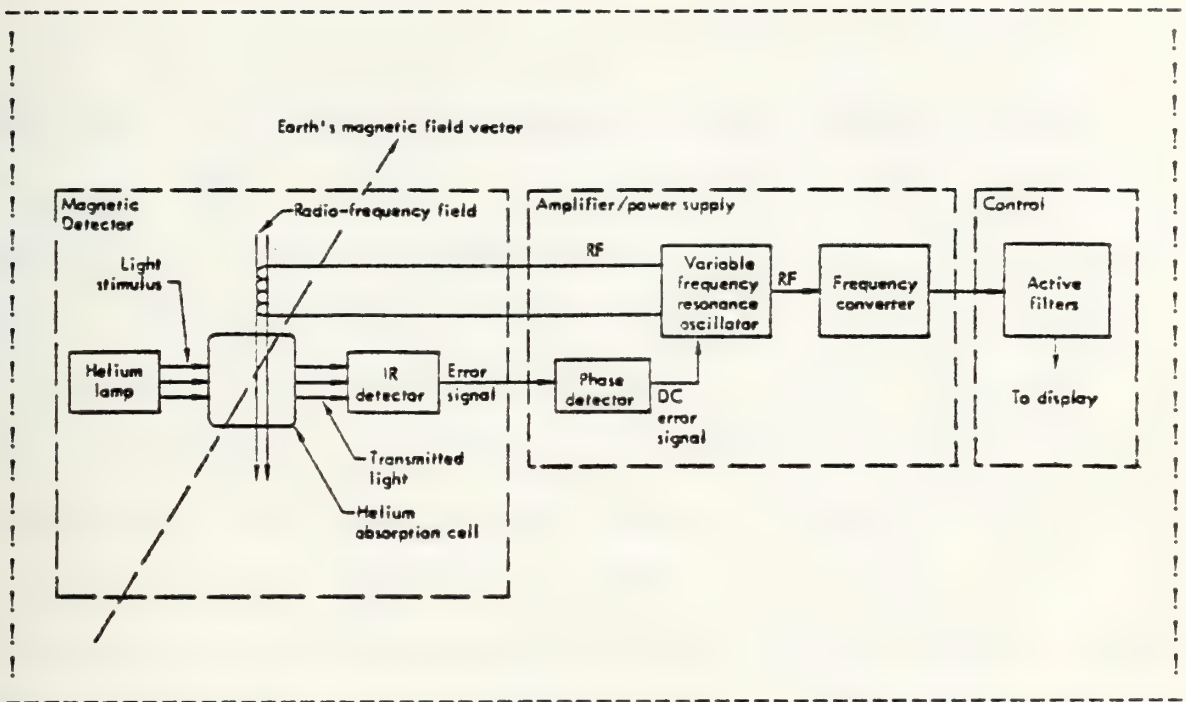 Earth's magnetic field vector
Magnetic
Detector
Radio-frequency field
Light
stimulus
Helium
lamp
IR
detector
Error
signal
Transmitted
light
Helium
absorption cell
Amplifier/power supply
RF
Variable
frequency
resonance
oscillator
RF
Frequency
converter
Phase
detector
DC
error
signal
Control
Active
filters
To display